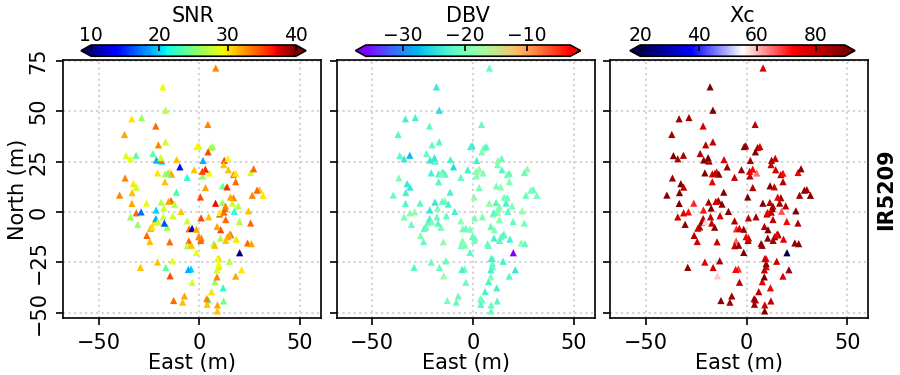 SNR DBV Xc
10 20 30 40 −30 −20 −10 20 40 60 80
75
50
25
0
−25
−50
North (m)
−50 0 50 −50 0 50 −50 0 50
East (m) East (m) East (m)
IR5209